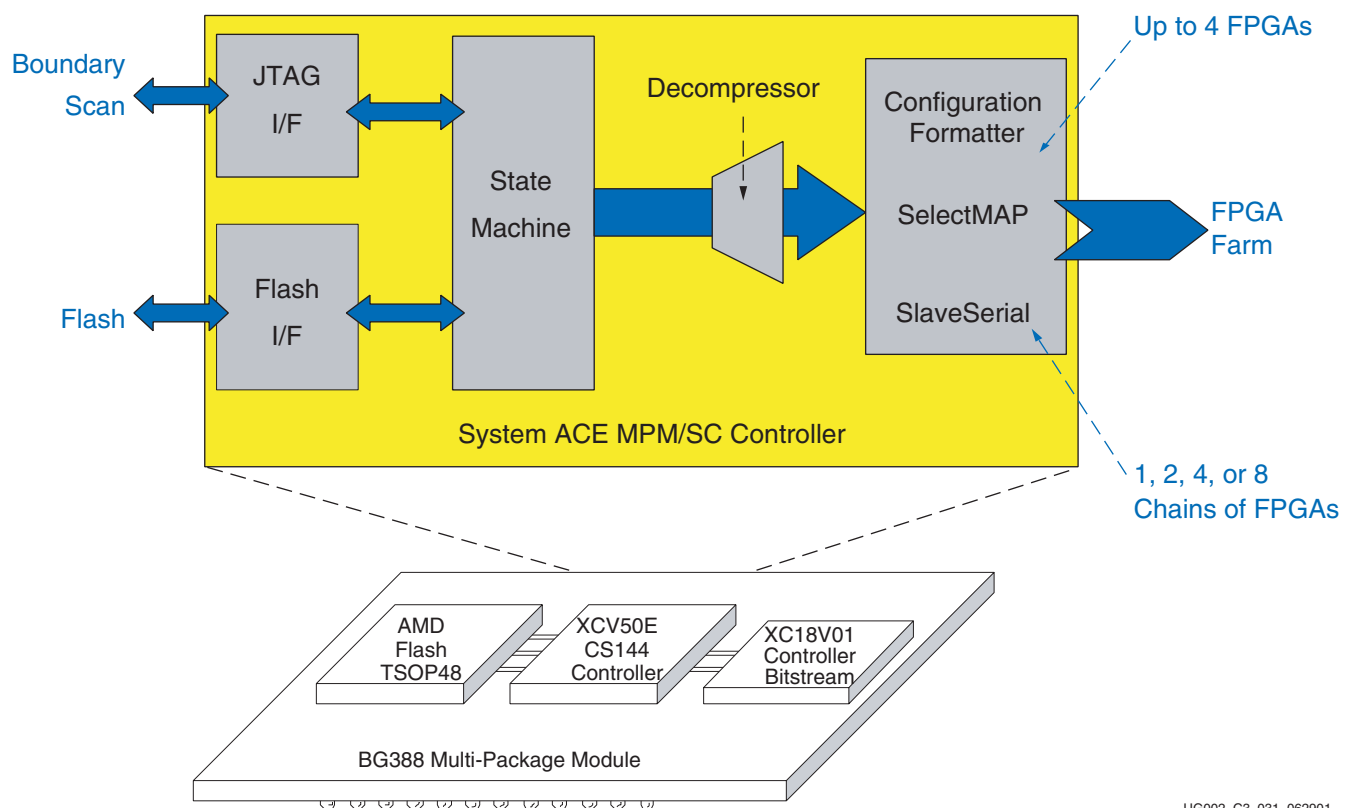 Up to 4 FPGAs
Boundary
Scan
JTAG
I/F
Decompressor
Configuration
Formatter
State
Machine
SelectMAP
FPGA
Farm
Flash
Flash
I/F
SlaveSerial
System ACE MPM/SC Controller
1, 2, 4, or 8
Chains of FPGAs
AMD
Flash
TSOP48
XCV50E
CS144
Controller
XC18V01
Controller
Bitstream
BG388 Multi-Package Module
UG002_C3_031_062901